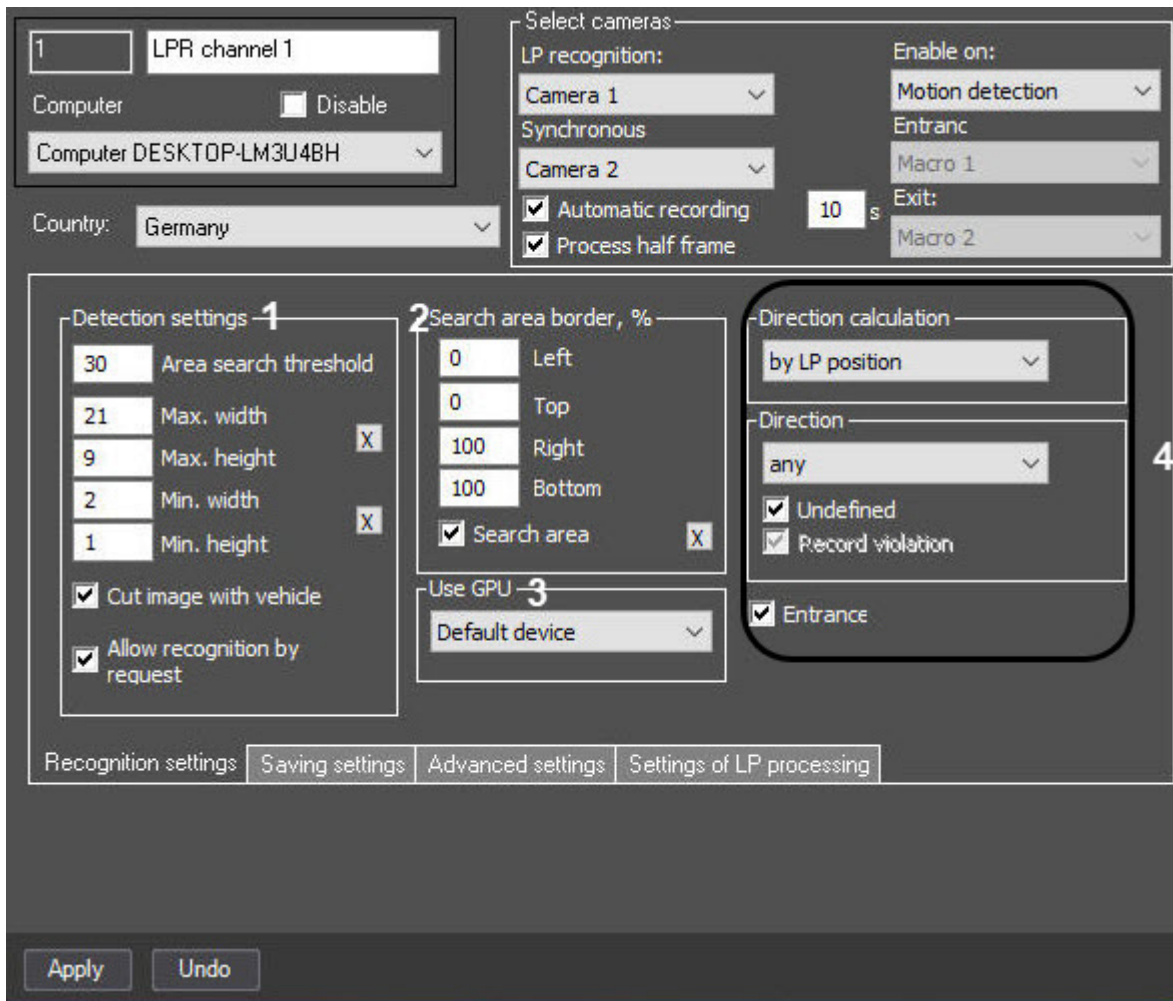 1
LPR channel 1
Computer
Disable
Computer DESKTOP-LM3U4BH
Country:
Germany
Select cameras
LP recognition:
Camera 1
Synchronous
Camera 2
Automatic recording
Process half frame
10 s
Enable on:
Motion detection
Entranc
Macro 1
Exit:
Macro 2
Detection settings 1
30 Area search threshold
21 Max. width
9 Max. height
X
2 Min. width
1 Min. height
X
Cut image with vehicle
Allow recognition by
request
2 Search area border, %
0 Left
0 Top
100 Right
100 Bottom
Search area X
Use GPU 3
Default device
Direction calculation
by LP position
Direction
any
Undefined
Record violation
Entrance
4
Recognition settings Saving settings Advanced settings Settings of LP processing
Apply Undo